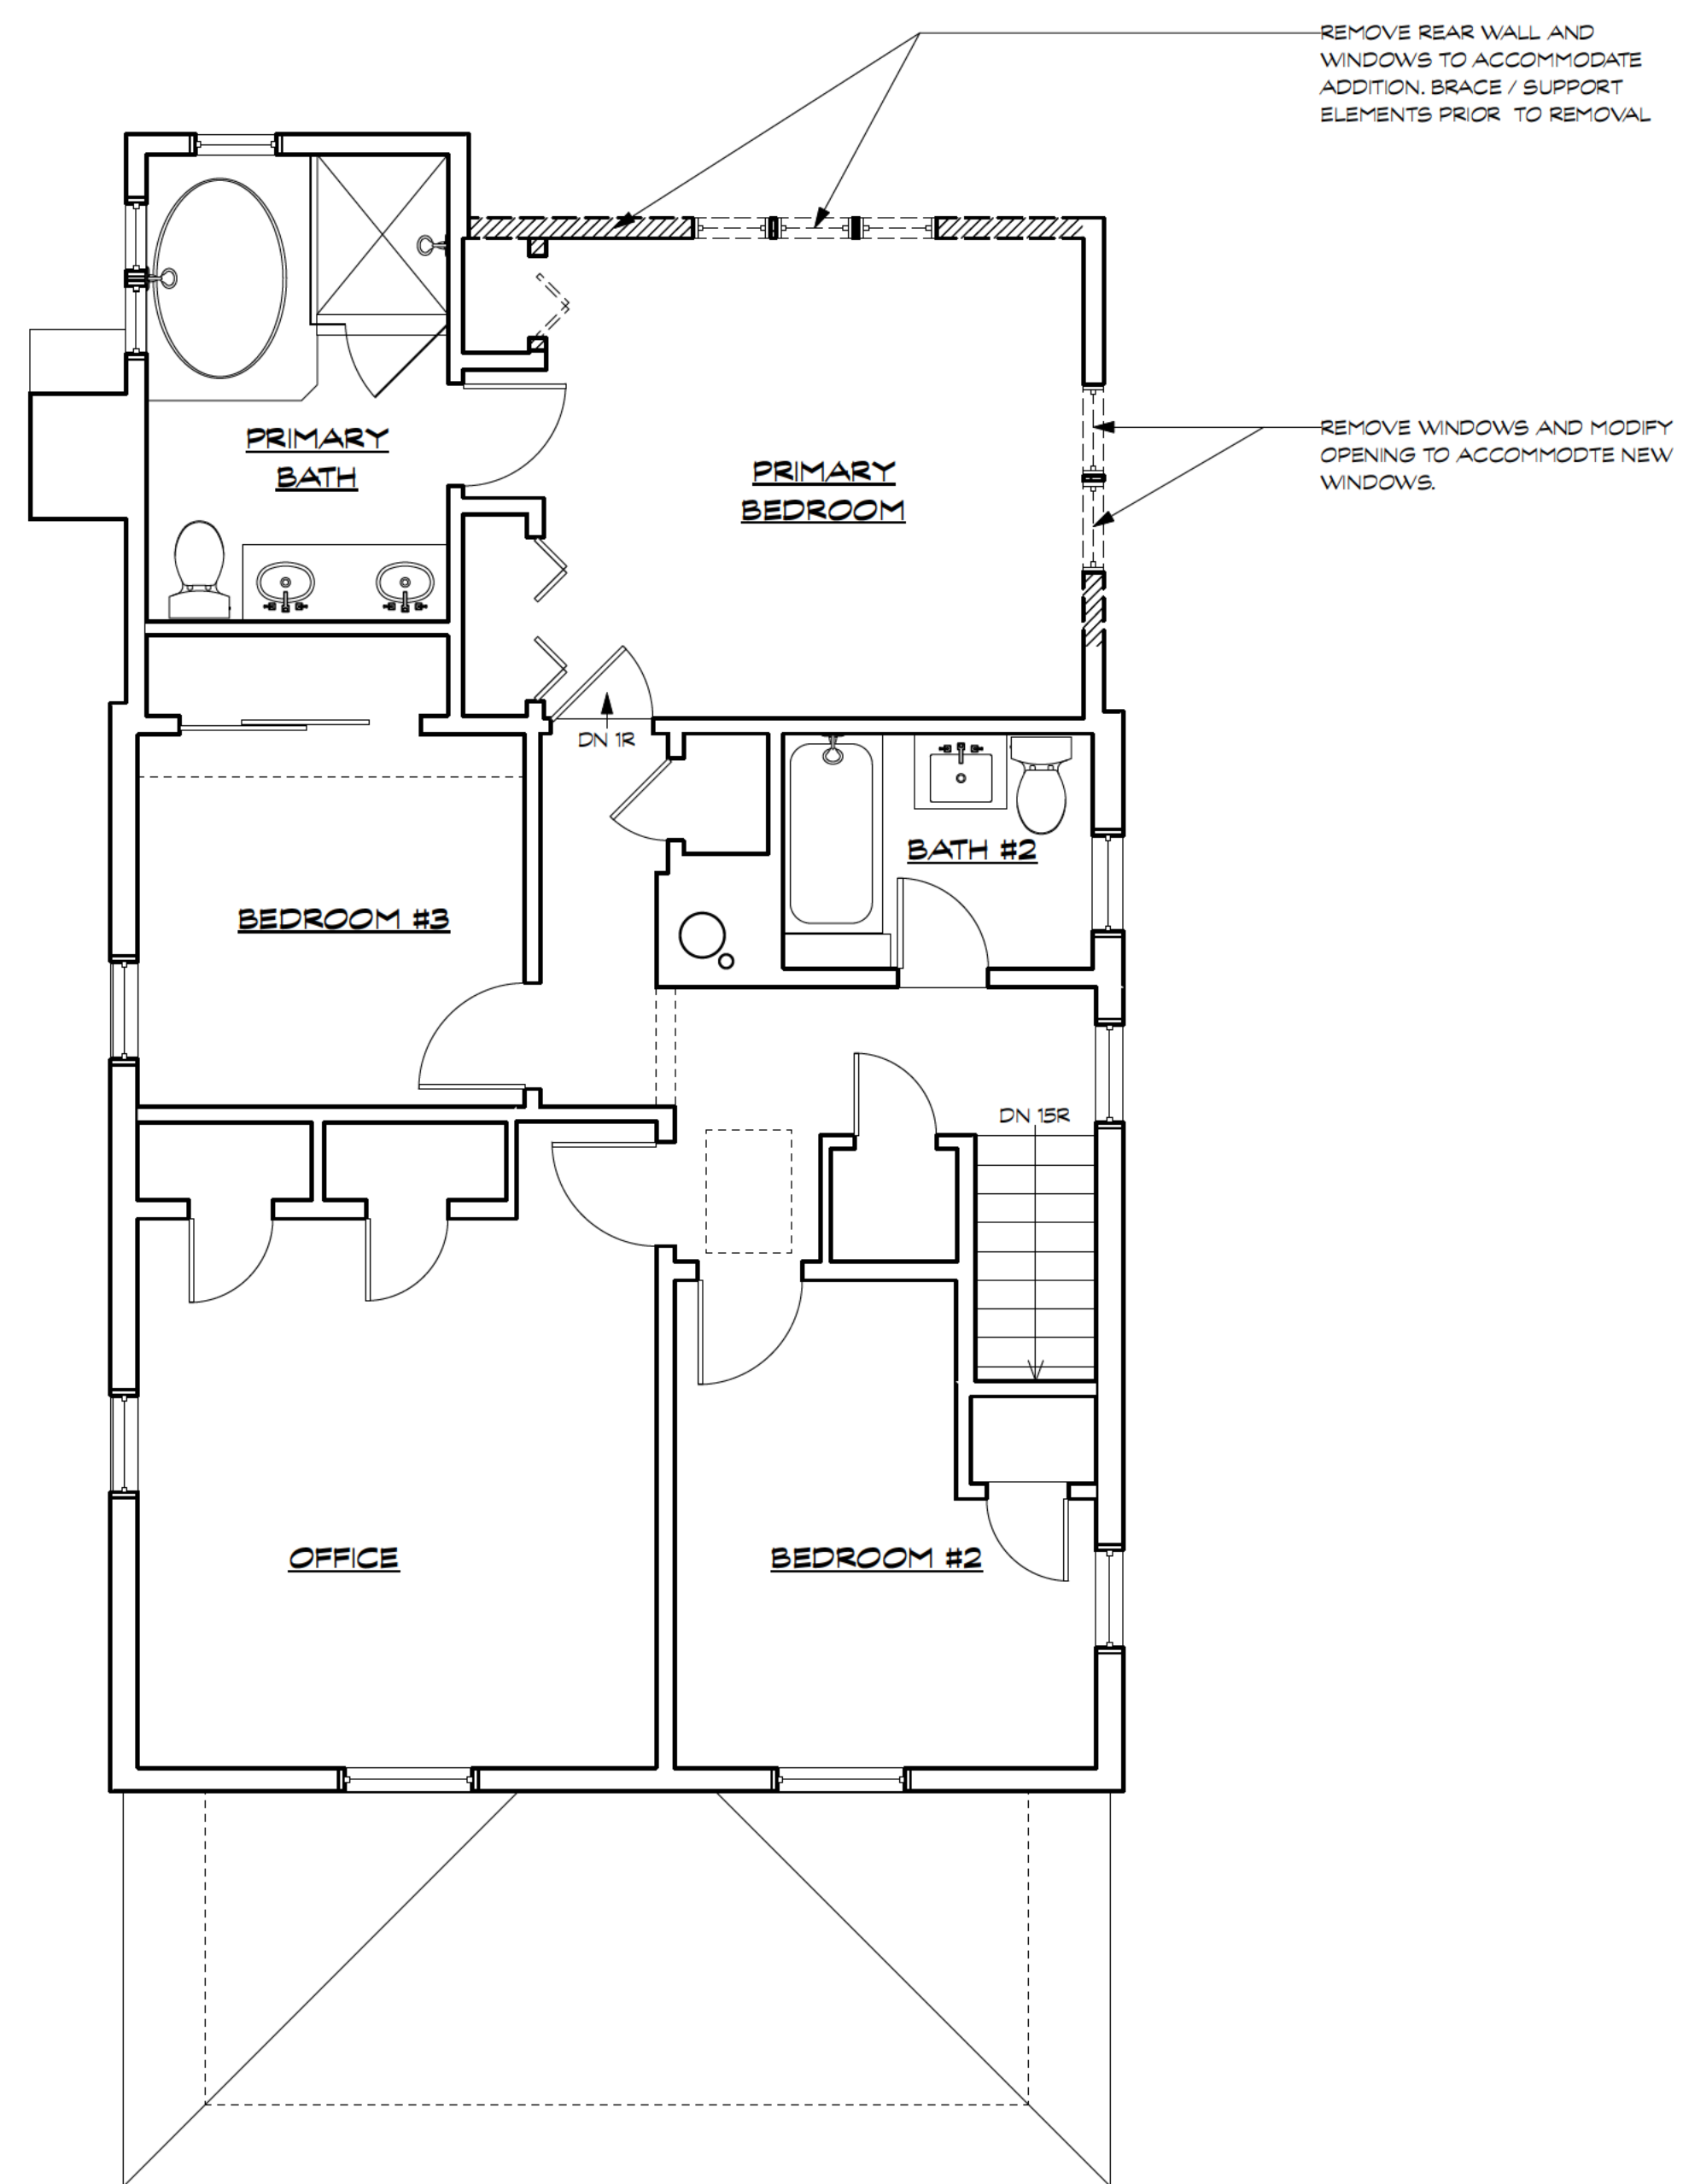 REMOVE REAR WALL AND
WINDOWS TO ACCOMMODATE
ADDITION. BRACE / SUPPORT
ELEMENTS PRIOR TO REMOVAL
REMOVE WINDOWS AND MODIFY
OPENING TO ACCOMMODTE NEW
WINDOWS.
PRIMARY
BATH
PRIMARY
BEDROOM
DN 1R
BATH #2
BEDROOM #3
DN 15R
OFFICE
BEDROOM #2